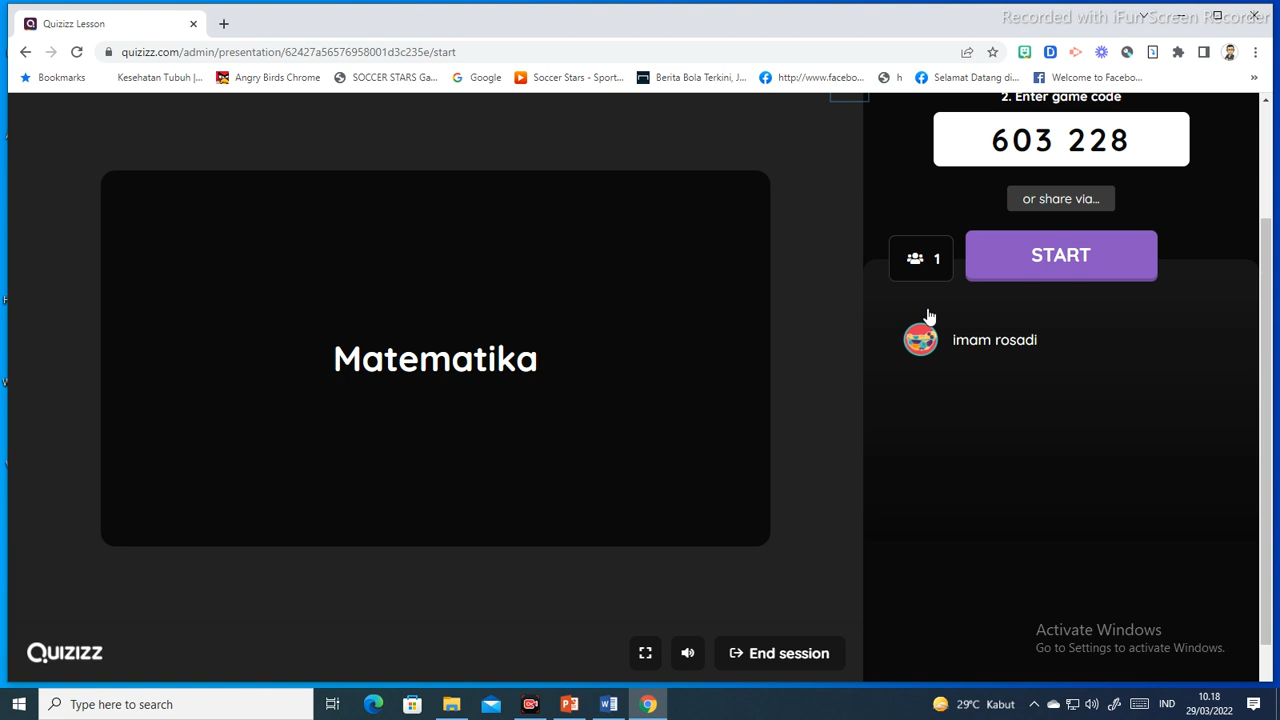 Recorded with iFun Screen Recorder
Quizizz Lesson
quizizz.com/admin/presentation/62427a56576958001d3c235e/start
Bookmarks
Kesehatan Tubuh |...
Angry Birds Chrome
SOCCER STARS Ga...
Google
Soccer Stars - Sport...
Berita Bola Terkini, J...
http://www.facebo...
h
Selamat Datang di...
Welcome to Facebo...
»
2. Enter game code
603 228
or share via...
1
START
imam rosadi
Matematika
QUIZIZZ
End session
Activate Windows
Go to Settings to activate Windows.
Type here to search
29°C Kabut
IND
10.18
29/03/2022